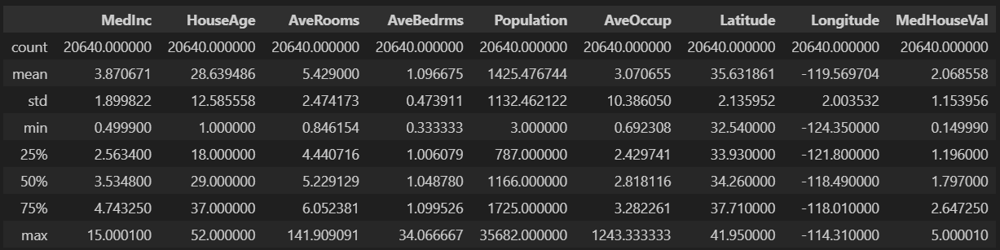 MedInc HouseAge AveRooms AveBedrms Population AveOccup Latitude Longitude MedHouseVal
count 20640.000000 20640.000000 20640.000000 20640.000000 20640.000000 20640.000000 20640.000000 20640.000000 20640.000000
mean 3.870671 28.639486 5.429000 1.096675 1425.476744 3.070655 35.631861 -119.569704 2.068558
std 1.899822 12.585558 2.474173 0.473911 1132.462122 10.386050 2.135952 2.003532 1.153956
min 0.499900 1.000000 0.846154 0.333333 3.000000 0.692308 32.540000 -124.350000 0.149990
25% 2.563400 18.000000 4.440716 1.006079 787.000000 2.429741 33.930000 -121.800000 1.196000
50% 3.534800 29.000000 5.229129 1.048780 1166.000000 2.818116 34.260000 -118.490000 1.797000
75% 4.743250 37.000000 6.052381 1.099526 1725.000000 3.282261 37.710000 -118.010000 2.647250
max 15.000100 52.000000 141.909091 34.066667 35682.000000 1243.333333 41.950000 -114.310000 5.000010